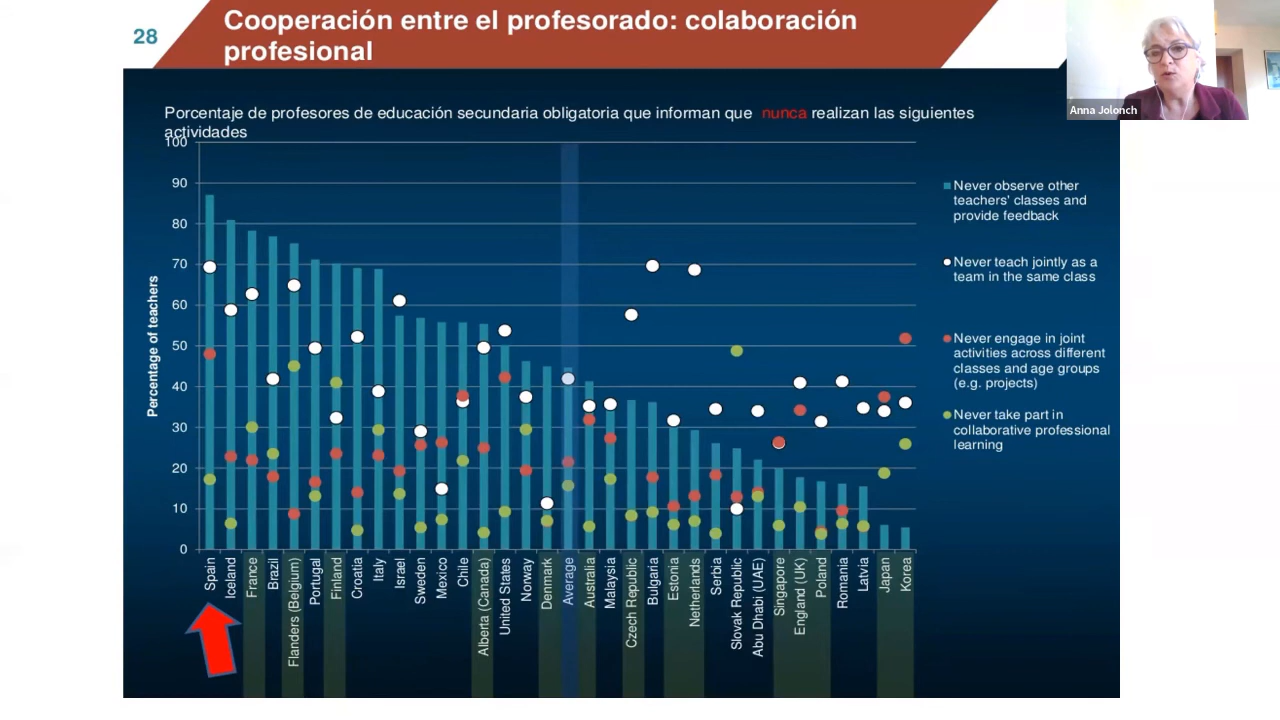 28
Cooperación entre el profesorado: colaboración
profesional
Anna Jolonch
Porcentaje de profesores de educación secundaria obligatoria que informan que nunca realizan las siguientes
actividades
100
90
80
70
60
50
40
30
20
10
0
Percentage of teachers
Never observe other
teachers' classes and
provide feedback
Never teach jointly as a
team in the same class
Never engage in joint
activities across different
classes and age groups
(e.g. projects)
Never take part in
collaborative professional
learning
Spain
Iceland
France
Brazil
Flanders (Belgium)
Portugal
Finland
Croatia
Italy
Israel
Sweden
Mexico
Chile
Alberta (Canada)
United States
Norway
Denmark
Average
Australia
Malaysia
Czech Republic
Bulgaria
Estonia
Netherlands
Serbia
Slovak Republic
Abu Dhabi (UAE)
Singapore
England (UK)
Poland
Romania
Latvia
Japan
Korea